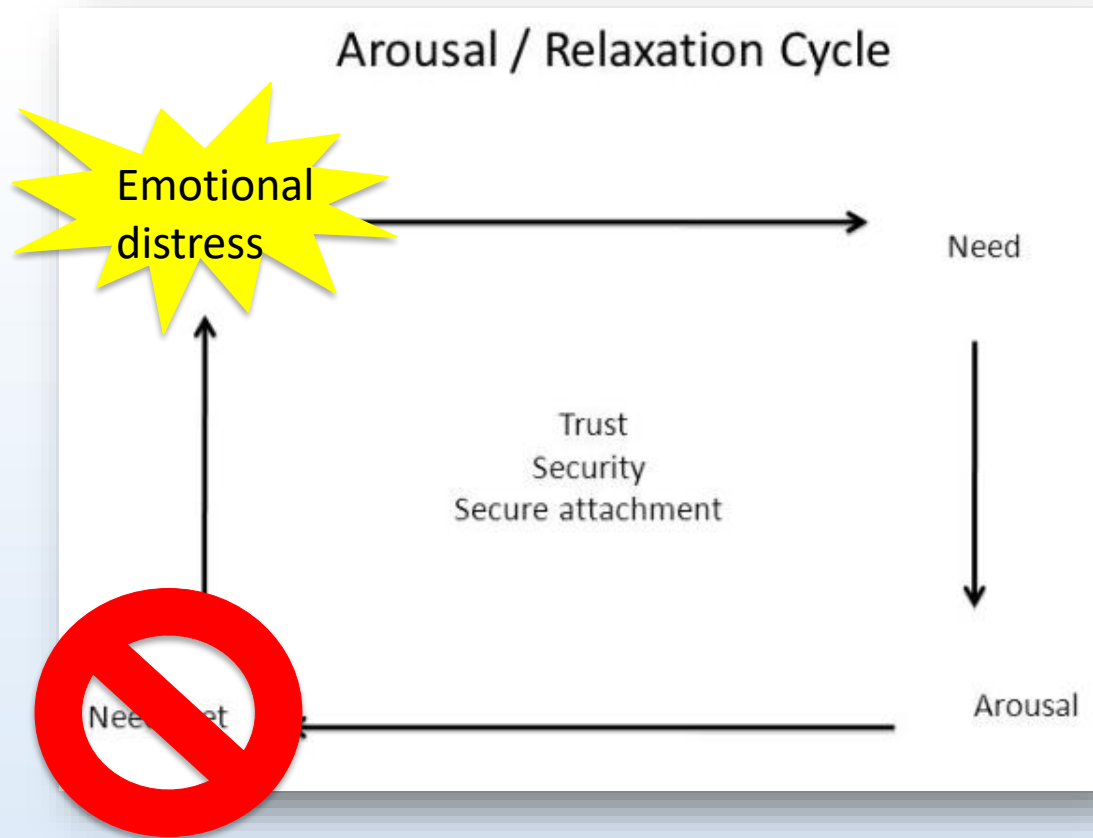 Arousal / Relaxation Cycle
Emotional
distress
Need
Trust
Security
Secure attachment
Arousal